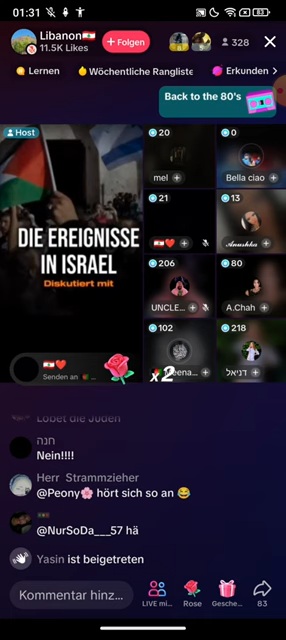 01:31
83
Libanon🇱🇧
11.5K Likes
+ Folgen
328
Lernen
Wöchentliche Rangliste
Erkunden
Back to the 80's
Host
20
0
mel
Bella ciao
DIE EREIGNISSE
IN ISRAEL
Diskutiert mit
21
13
🇱🇧❤️
Anushka
206
80
UNCLE...
A.Chah
102
218
x2
דניאל
🇱🇧❤️
Senden an
Lobet die Juden
חנה
Nein!!!!
Herr Strammzieher
@Peony🌸 hört sich so an 😂
@NurSoDa___57 hä
Yasin ist beigetreten
Kommentar hinz...
LIVE mi...
Rose
Gesche...
83